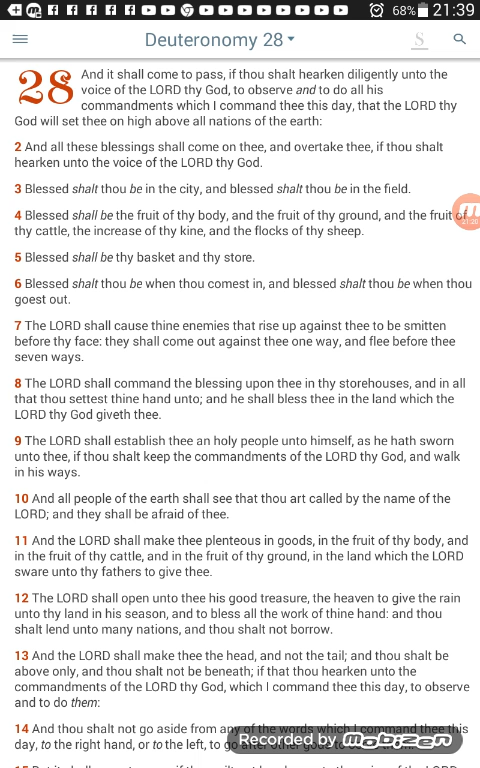 68% 21:39
Deuteronomy 28 S
28 And it shall come to pass, if thou shalt hearken diligently unto the
voice of the LORD thy God, to observe and to do all his
commandments which I command thee this day, that the LORD thy
God will set thee on high above all nations of the earth:
2 And all these blessings shall come on thee, and overtake thee, if thou shalt
hearken unto the voice of the LORD thy God.
3 Blessed shalt thou be in the city, and blessed shalt thou be in the field.
4 Blessed shall be the fruit of thy body, and the fruit of thy ground, and the fruit of
thy cattle, the increase of thy kine, and the flocks of thy sheep.
5 Blessed shall be thy basket and thy store.
6 Blessed shalt thou be when thou comest in, and blessed shalt thou be when thou
goest out.
7 The LORD shall cause thine enemies that rise up against thee to be smitten
before thy face: they shall come out against thee one way, and flee before thee
seven ways.
8 The LORD shall command the blessing upon thee in thy storehouses, and in all
that thou settest thine hand unto; and he shall bless thee in the land which the
LORD thy God giveth thee.
9 The LORD shall establish thee an holy people unto himself, as he hath sworn
unto thee, if thou shalt keep the commandments of the LORD thy God, and walk
in his ways.
10 And all people of the earth shall see that thou art called by the name of the
LORD; and they shall be afraid of thee.
11 And the LORD shall make thee plenteous in goods, in the fruit of thy body, and
in the fruit of thy cattle, and in the fruit of thy ground, in the land which the LORD
sware unto thy fathers to give thee.
12 The LORD shall open unto thee his good treasure, the heaven to give the rain
unto thy land in his season, and to bless all the work of thine hand: and thou
shalt lend unto many nations, and thou shalt not borrow.
13 And the LORD shall make thee the head, and not the tail; and thou shalt be
above only, and thou shalt not be beneath; if that thou hearken unto the
commandments of the LORD thy God, which I command thee this day, to observe
and to do them:
14 And thou shalt not go aside from any of the words which I command thee this
day, to the right hand, or to the left, to go after other gods to
Recorded by mobizen